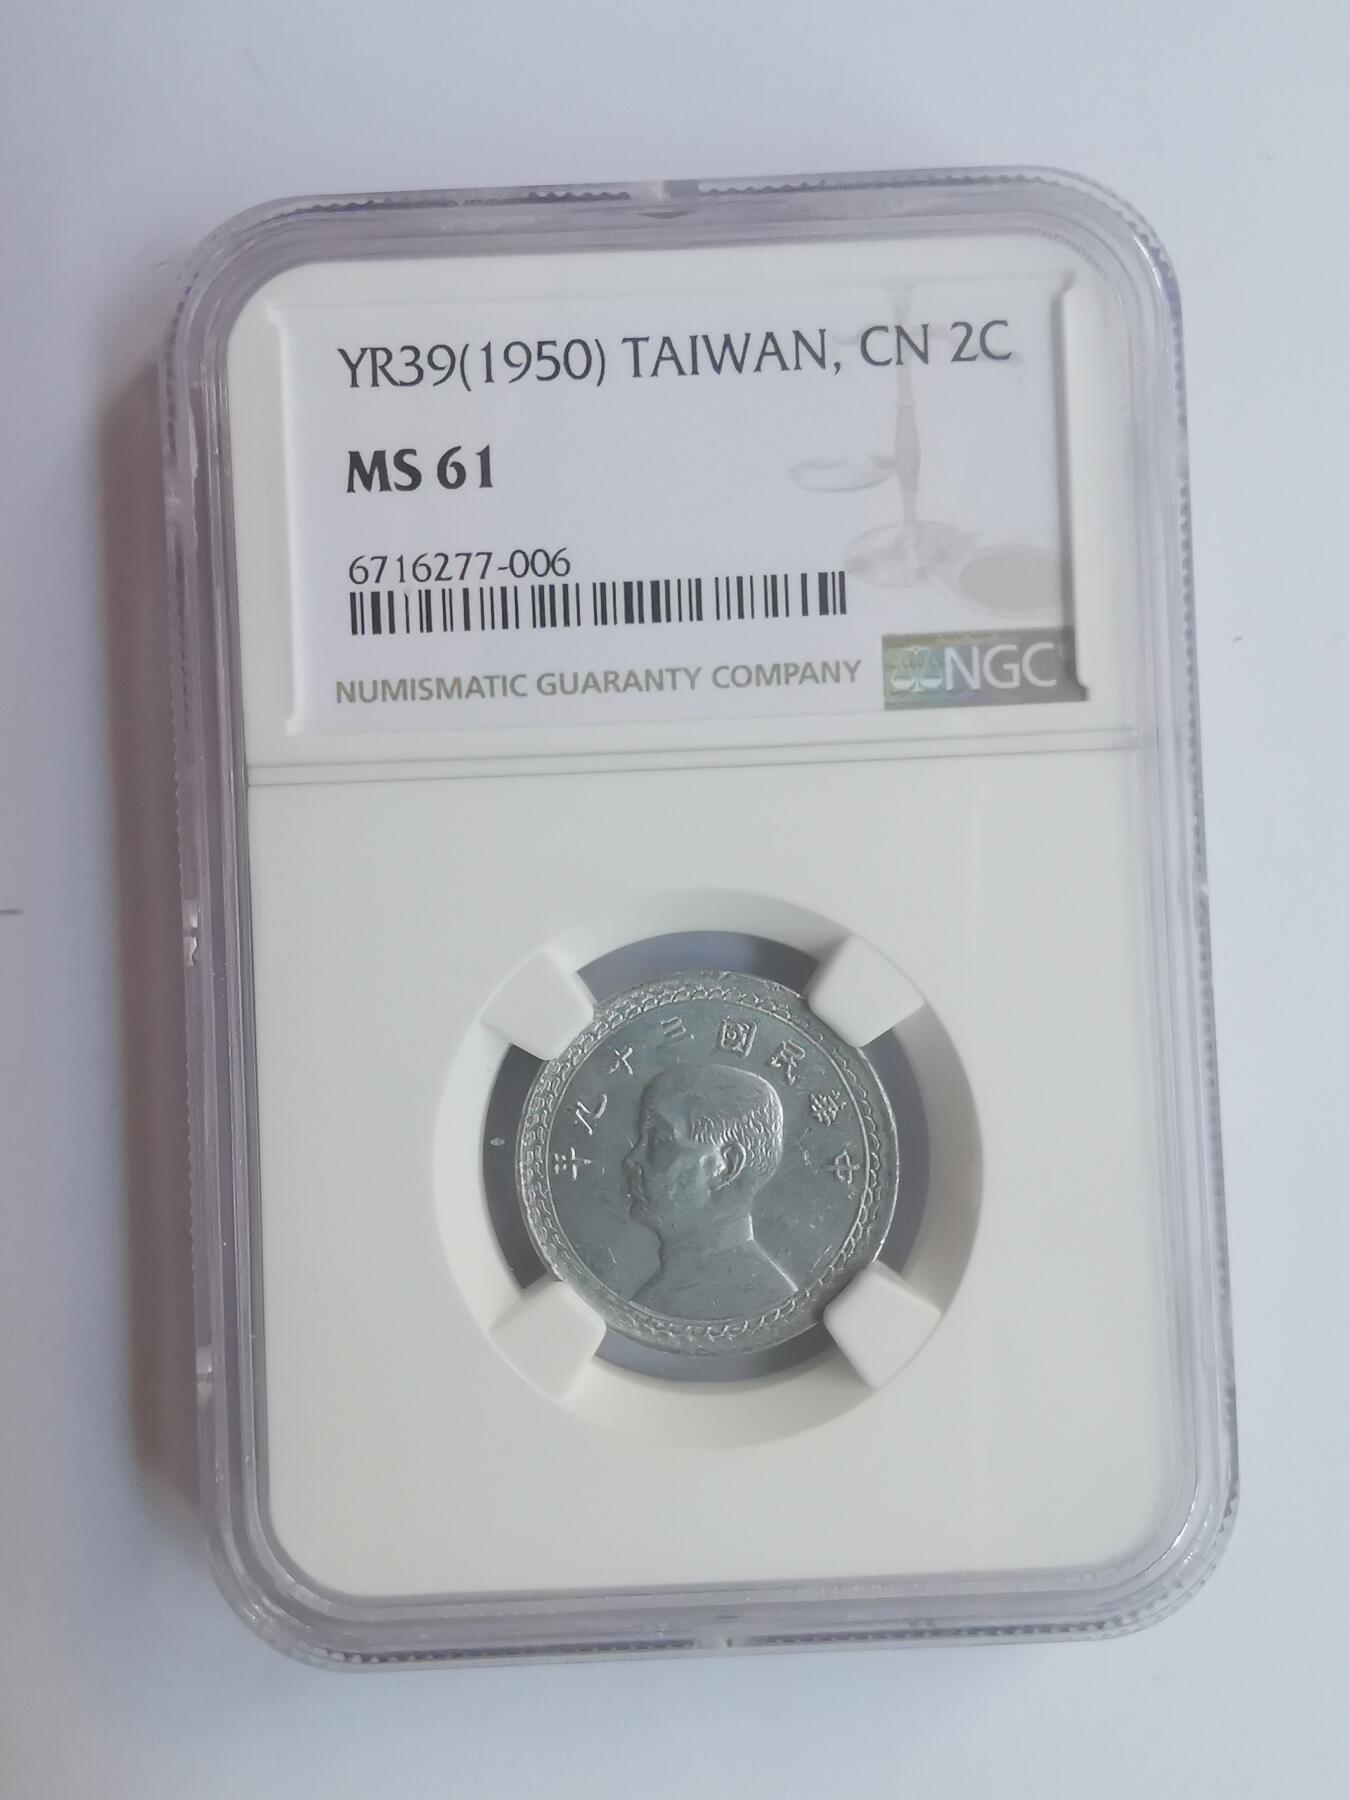 YR39(1950) TAIWAN, CN 2C
MS 61
6716277-006
NUMISMATIC GUARANTY COMPANY
NGC
年九十三國民華中